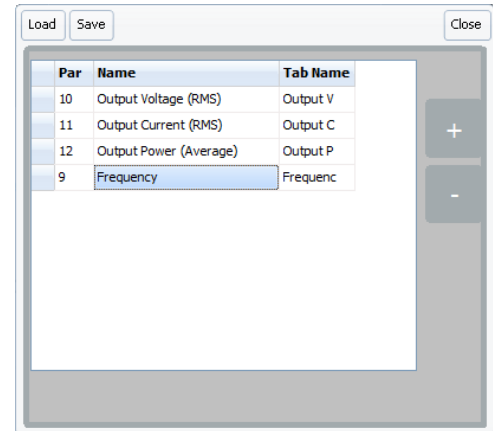 Load Save Close
Par Name Tab Name
10 Output Voltage (RMS) Output V
11 Output Current (RMS) Output C
12 Output Power (Average) Output P
9 Frequency Frequenc
+
-